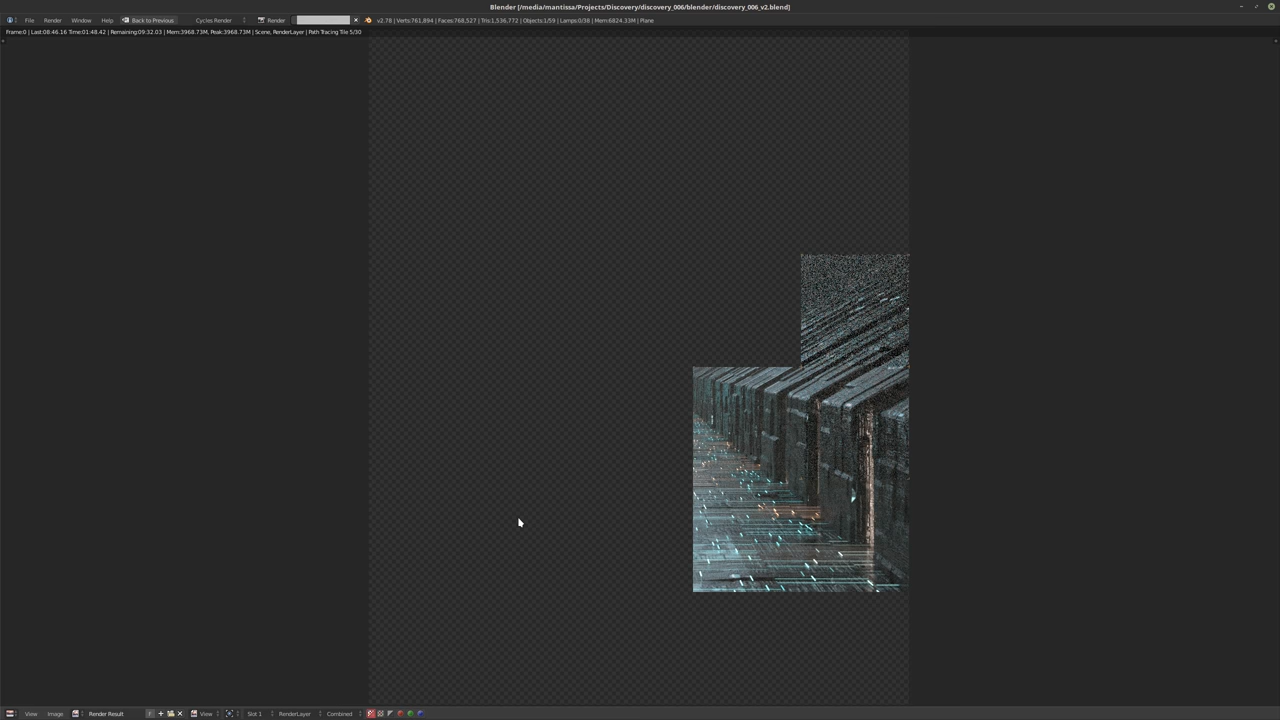 Blender [/media/mantissa/Projects/Discovery/discovery_006/blender/discovery_006_v2.blend]
File Render Window Help Back to Previous Cycles Render Render v2.78 | Verts:761,894 | Faces:768,527 | Tris:1,536,772 | Objects:1/59 | Lamps:0/38 | Mem:6824.33M | Plane
Frame:0 | Last:08:46.16 Time:01:48.42 | Remaining:09:32.03 | Mem:3968.73M, Peak:3968.73M | Scene, RenderLayer | Path Tracing Tile 5/30
View Image Render Result F View Slot 1 RenderLayer Combined